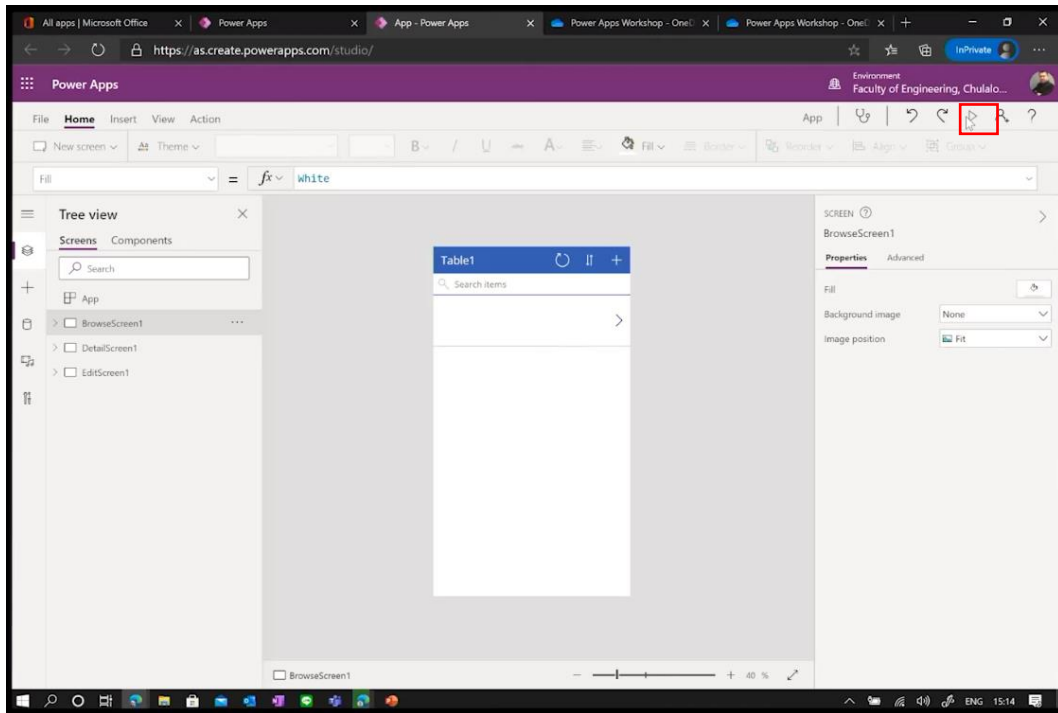 All apps | Microsoft Office
Power Apps
App - Power Apps
Power Apps Workshop - OneD
Power Apps Workshop - OneD
https://as.create.powerapps.com/studio/
InPrivate
Power Apps
Environment
Faculty of Engineering, Chulalo...
File Home Insert View Action
App
New screen Theme
B / U A Fill Border Reorder Align Group
Fill = fx White
Tree view
Screens Components
Search
App
BrowseScreen1 ...
DetailScreen1
EditScreen1
Table1
Search items
SCREEN
BrowseScreen1
Properties Advanced
Fill
Background image None
Image position Fit
BrowseScreen1
- + 40 %
ENG 15:14